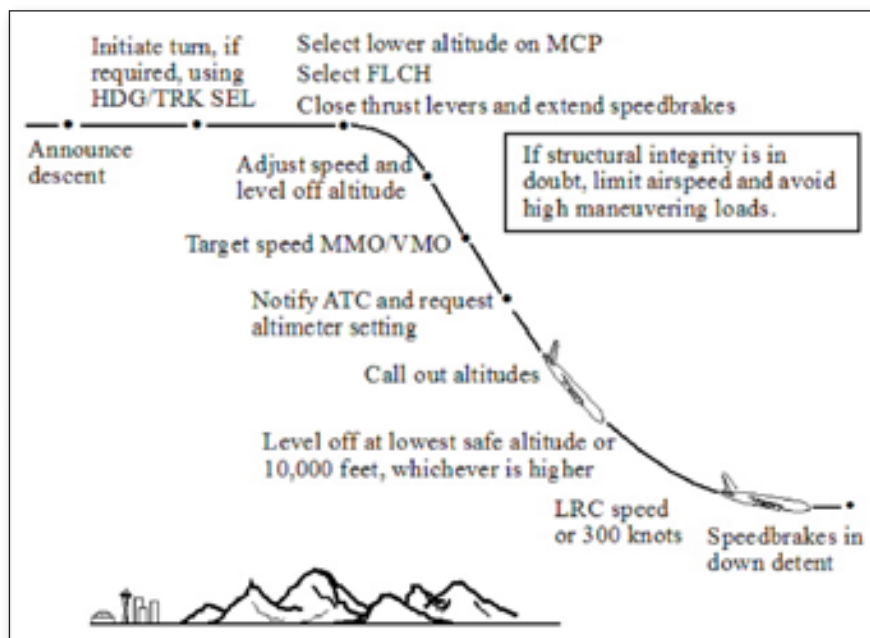 Initiate turn, if
required, using
HDG/TRK SEL
Select lower altitude on MCP
Select FLCH
Close thrust levers and extend speedbrakes
Announce
descent
Adjust speed and
level off altitude
If structural integrity is in
doubt, limit airspeed and avoid
high maneuvering loads.
Target speed MMO/VMO
Notify ATC and request
altimeter setting
Call out altitudes
Level off at lowest safe altitude or
10,000 feet, whichever is higher
LRC speed
or 300 knots
Speedbrakes in
down detent